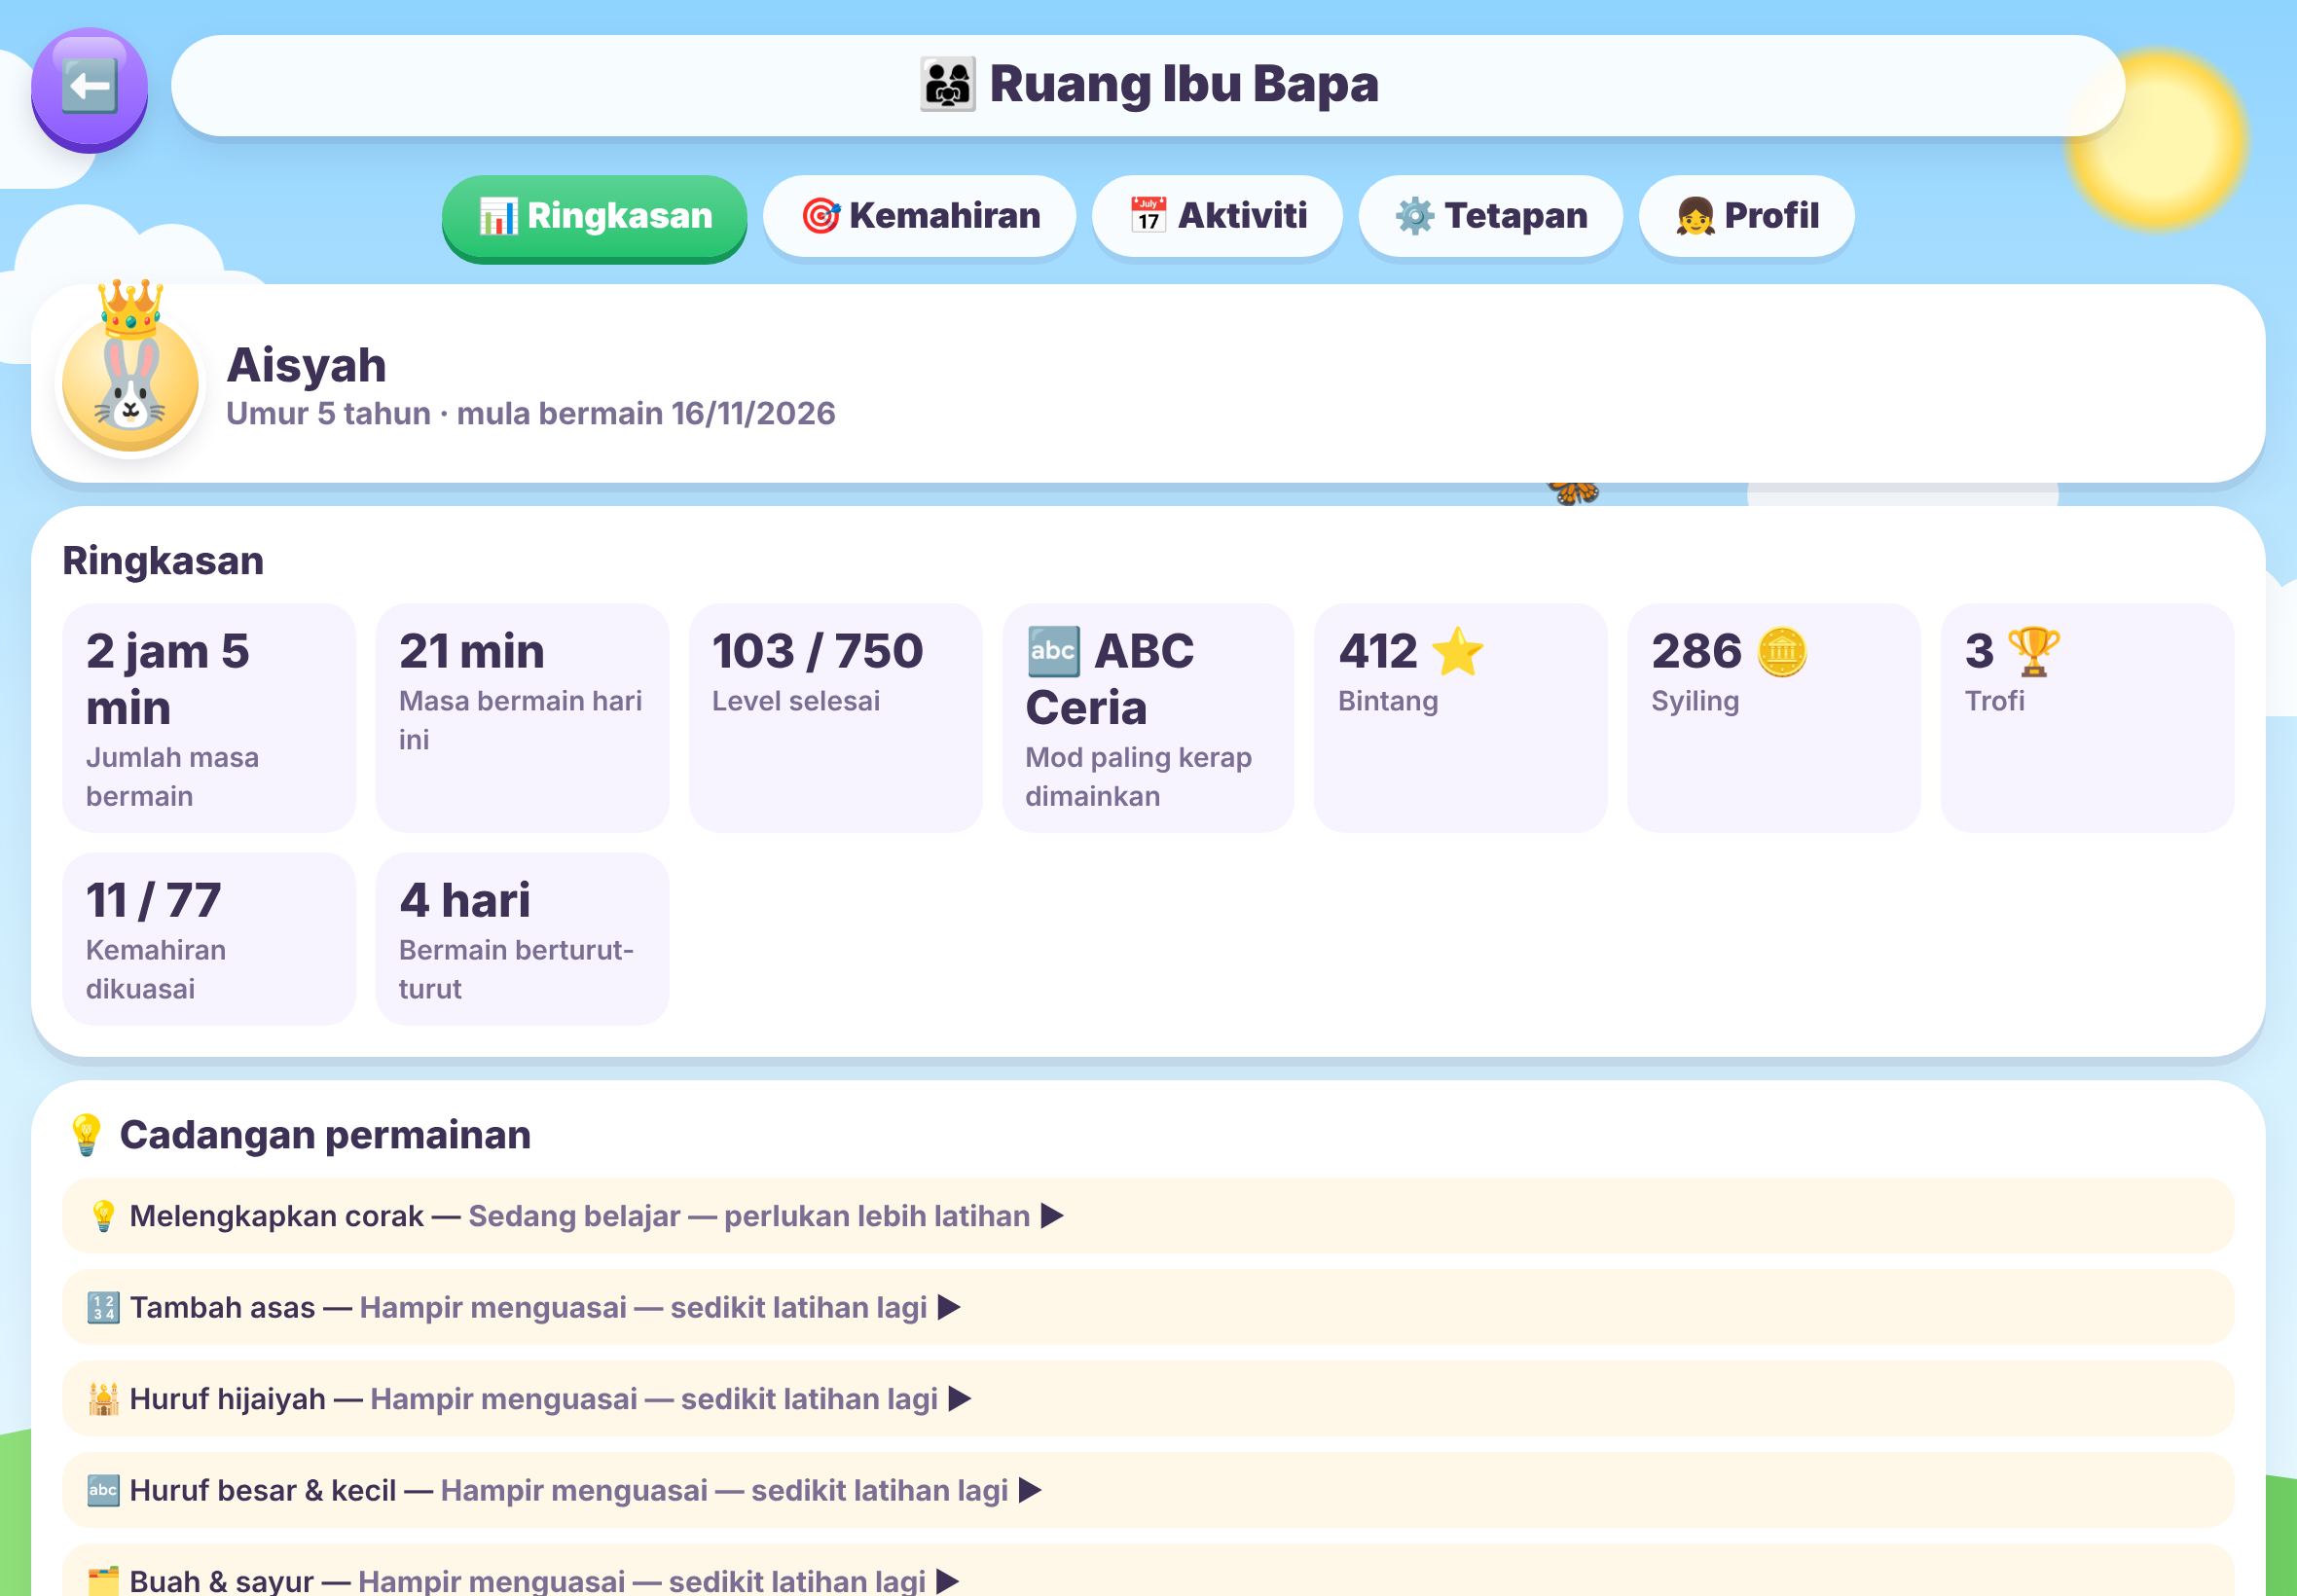 Ruang Ibu Bapa
Ringkasan
Kemahiran
Aktiviti
Tetapan
Profil
Aisyah
Umur 5 tahun · mula bermain 16/11/2026
Ringkasan
2 jam 5
min
Jumlah masa
bermain
21 min
Masa bermain hari
ini
103 / 750
Level selesai
ABC
Ceria
Mod paling kerap
dimainkan
412
Bintang
286
Syiling
3
Trofi
11 / 77
Kemahiran
dikuasai
4 hari
Bermain berturut-
turut
Cadangan permainan
Melengkapkan corak — Sedang belajar — perlukan lebih latihan ▶
Tambah asas — Hampir menguasai — sedikit latihan lagi ▶
Huruf hijaiyah — Hampir menguasai — sedikit latihan lagi ▶
Huruf besar & kecil — Hampir menguasai — sedikit latihan lagi ▶
Buah & sayur — Hampir menguasai — sedikit latihan lagi ▶